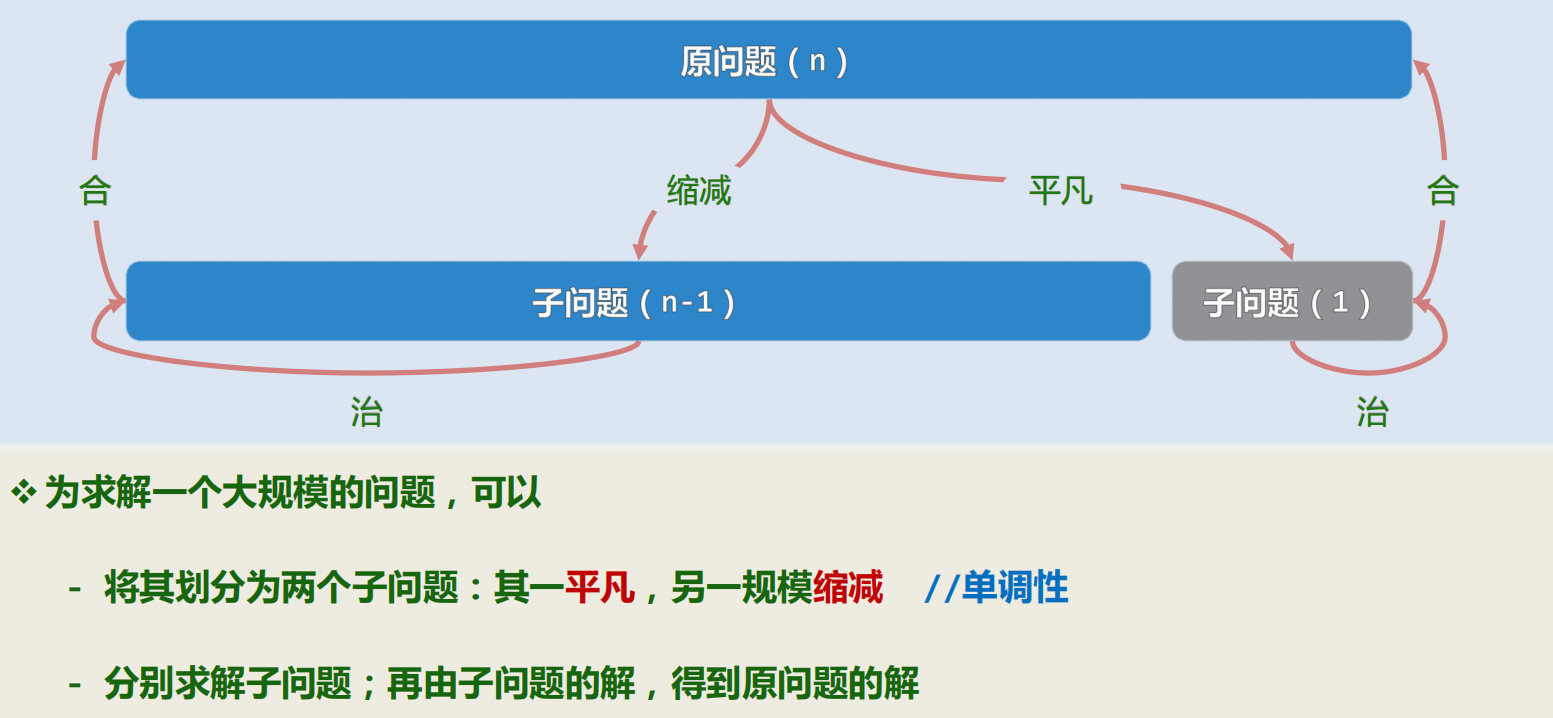 原问题（n）
缩减
平凡
合
合
子问题（n-1）
子问题（1）
治
治
❖ 为求解一个大规模的问题，可以
- 将其划分为两个子问题：其一平凡，另一规模缩减 //单调性
- 分别求解子问题；再由子问题的解，得到原问题的解